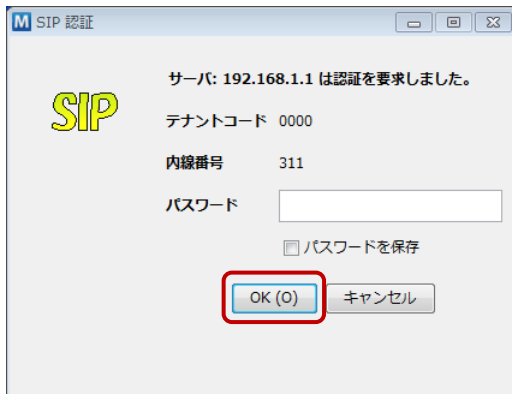 M SIP 認証
サーバ: 192.168.1.1 は認証を要求しました。
SIP
テナントコード 0000
内線番号 311
パスワード
パスワードを保存
OK (O) キャンセル